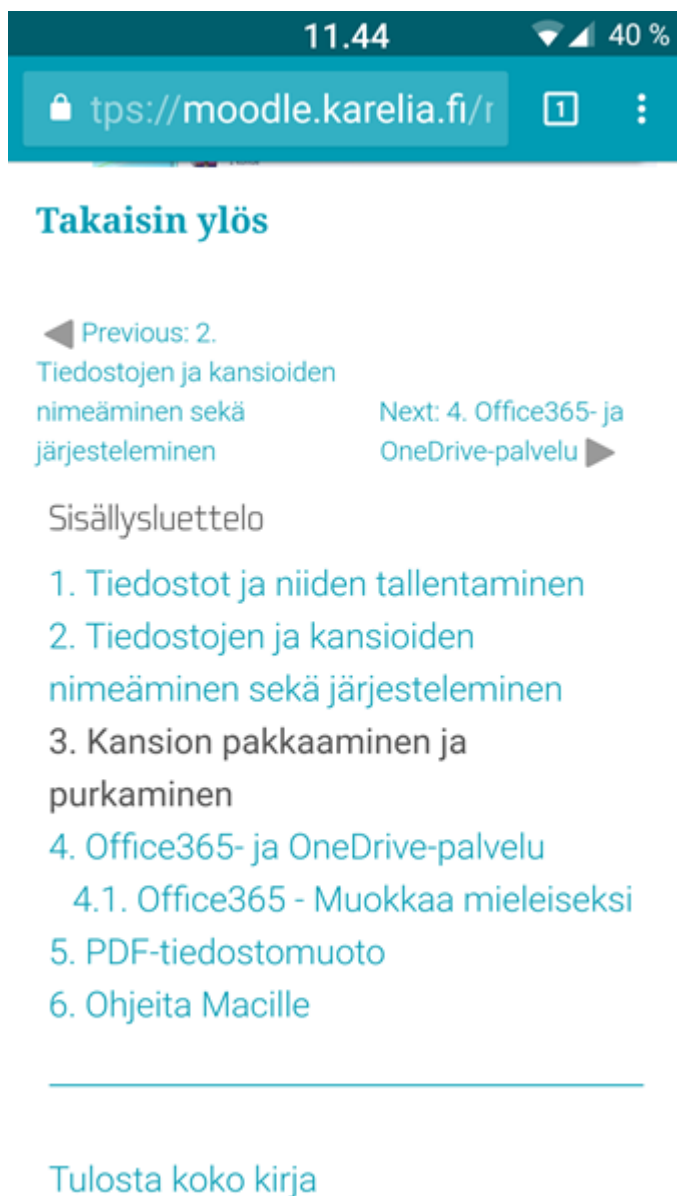 11.44
40 %
tps://moodle.karelia.fi/r
1
Takaisin ylös
Previous: 2.
Tiedostojen ja kansioiden
nimeäminen sekä
järjesteleminen
Next: 4. Office365- ja
OneDrive-palvelu
Sisällysluettelo
1. Tiedostot ja niiden tallentaminen
2. Tiedostojen ja kansioiden
nimeäminen sekä järjesteleminen
3. Kansion pakkaaminen ja
purkaminen
4. Office365- ja OneDrive-palvelu
4.1. Office365 - Muokkaa mieleiseksi
5. PDF-tiedostomuoto
6. Ohjeita Macille
Tulosta koko kirja